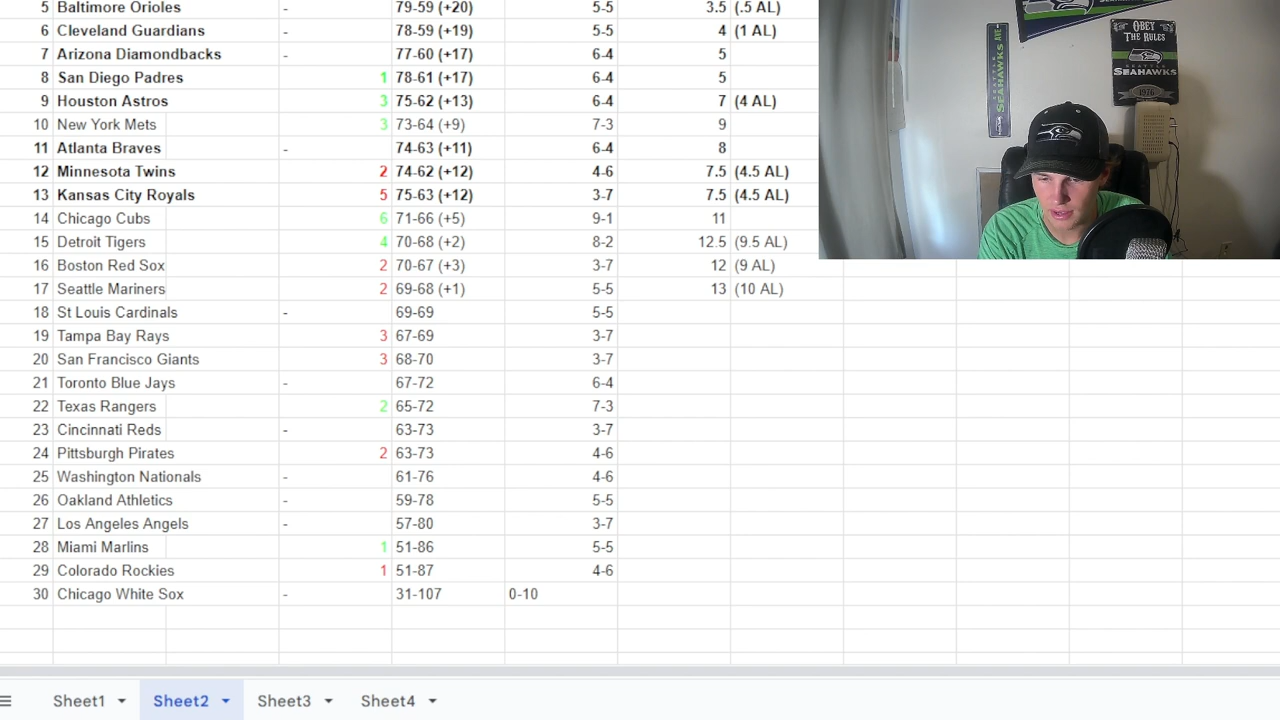 5 Baltimore Orioles - 79-59 (+20) 5-5 3.5 (.5 AL)
6 Cleveland Guardians - 78-59 (+19) 5-5 4 (1 AL)
7 Arizona Diamondbacks - 77-60 (+17) 6-4 5
8 San Diego Padres 1 78-61 (+17) 6-4 5
9 Houston Astros 3 75-62 (+13) 6-4 7 (4 AL)
10 New York Mets 3 73-64 (+9) 7-3 9
11 Atlanta Braves - 74-63 (+11) 6-4 8
12 Minnesota Twins 2 74-62 (+12) 4-6 7.5 (4.5 AL)
13 Kansas City Royals 5 75-63 (+12) 3-7 7.5 (4.5 AL)
14 Chicago Cubs 6 71-66 (+5) 9-1 11
15 Detroit Tigers 4 70-68 (+2) 8-2 12.5 (9.5 AL)
16 Boston Red Sox 2 70-67 (+3) 3-7 12 (9 AL)
17 Seattle Mariners 2 69-68 (+1) 5-5 13 (10 AL)
18 St Louis Cardinals - 69-69 5-5
19 Tampa Bay Rays 3 67-69 3-7
20 San Francisco Giants 3 68-70 3-7
21 Toronto Blue Jays - 67-72 6-4
22 Texas Rangers 2 65-72 7-3
23 Cincinnati Reds - 63-73 3-7
24 Pittsburgh Pirates 2 63-73 4-6
25 Washington Nationals - 61-76 4-6
26 Oakland Athletics - 59-78 5-5
27 Los Angeles Angels - 57-80 3-7
28 Miami Marlins 1 51-86 5-5
29 Colorado Rockies 1 51-87 4-6
30 Chicago White Sox - 31-107 0-10
Sheet1 Sheet2 Sheet3 Sheet4
SEAHAWKS AVE
OBEY
THE RULES
SEAHAWKS
1976